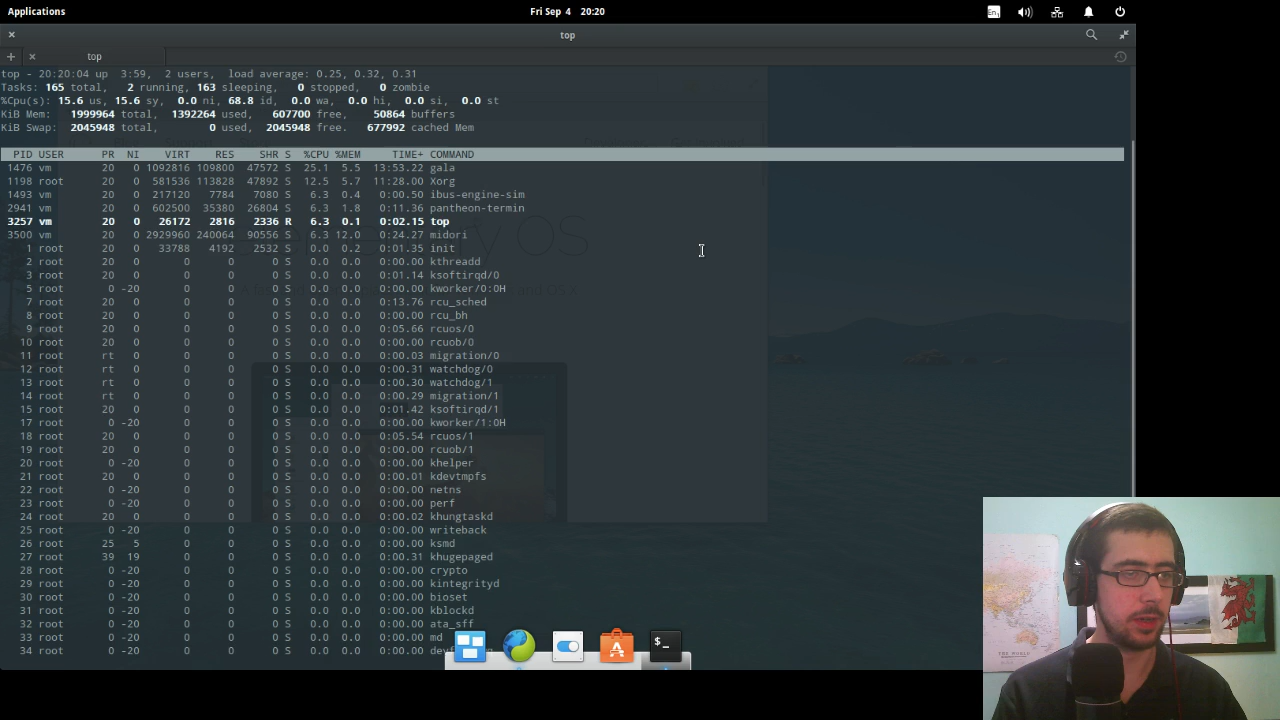 Applications
Fri Sep 4 20:20
En1
top
top
top - 20:20:04 up 3:59, 2 users, load average: 0.25, 0.32, 0.31
Tasks: 165 total, 2 running, 163 sleeping, 0 stopped, 0 zombie
%Cpu(s): 15.6 us, 15.6 sy, 0.0 ni, 68.8 id, 0.0 wa, 0.0 hi, 0.0 si, 0.0 st
KiB Mem: 1999964 total, 1392264 used, 607700 free, 50864 buffers
KiB Swap: 2045948 total, 0 used, 2045948 free. 677992 cached Mem
PID USER PR NI VIRT RES SHR S %CPU %MEM TIME+ COMMAND
1476 vm 20 0 1092816 109800 47572 S 25.1 5.5 13:53.22 gala
1198 root 20 0 581536 113828 47892 S 12.5 5.7 11:28.00 Xorg
1493 vm 20 0 217120 7784 7080 S 6.3 0.4 0:00.50 ibus-engine-sim
2941 vm 20 0 602500 35380 26804 S 6.3 1.8 0:11.36 pantheon-termin
3257 vm 20 0 26172 2816 2336 R 6.3 0.1 0:02.15 top
3500 vm 20 0 2929960 240064 90556 S 6.3 12.0 0:24.27 midori
1 root 20 0 33788 4192 2532 S 0.0 0.2 0:01.35 init
2 root 20 0 0 0 0 S 0.0 0.0 0:00.00 kthreadd
3 root 20 0 0 0 0 S 0.0 0.0 0:01.14 ksoftirqd/0
5 root 0 -20 0 0 0 S 0.0 0.0 0:00.00 kworker/0:0H
7 root 20 0 0 0 0 S 0.0 0.0 0:13.76 rcu_sched
8 root 20 0 0 0 0 S 0.0 0.0 0:00.00 rcu_bh
9 root 20 0 0 0 0 S 0.0 0.0 0:05.66 rcuos/0
10 root 20 0 0 0 0 S 0.0 0.0 0:00.00 rcuob/0
11 root rt 0 0 0 0 S 0.0 0.0 0:00.03 migration/0
12 root rt 0 0 0 0 S 0.0 0.0 0:00.31 watchdog/0
13 root rt 0 0 0 0 S 0.0 0.0 0:00.30 watchdog/1
14 root rt 0 0 0 0 S 0.0 0.0 0:00.29 migration/1
15 root 20 0 0 0 0 S 0.0 0.0 0:01.42 ksoftirqd/1
17 root 0 -20 0 0 0 S 0.0 0.0 0:00.00 kworker/1:0H
18 root 20 0 0 0 0 S 0.0 0.0 0:05.54 rcuos/1
19 root 20 0 0 0 0 S 0.0 0.0 0:00.00 rcuob/1
20 root 0 -20 0 0 0 S 0.0 0.0 0:00.00 khelper
21 root 20 0 0 0 0 S 0.0 0.0 0:00.01 kdevtmpfs
22 root 0 -20 0 0 0 S 0.0 0.0 0:00.00 netns
23 root 0 -20 0 0 0 S 0.0 0.0 0:00.00 perf
24 root 20 0 0 0 0 S 0.0 0.0 0:00.02 khungtaskd
25 root 0 -20 0 0 0 S 0.0 0.0 0:00.00 writeback
26 root 25 5 0 0 0 S 0.0 0.0 0:00.00 ksmd
27 root 39 19 0 0 0 S 0.0 0.0 0:00.31 khugepaged
28 root 0 -20 0 0 0 S 0.0 0.0 0:00.00 crypto
29 root 0 -20 0 0 0 S 0.0 0.0 0:00.00 kintegrityd
30 root 0 -20 0 0 0 S 0.0 0.0 0:00.00 bioset
31 root 0 -20 0 0 0 S 0.0 0.0 0:00.00 kblockd
32 root 0 -20 0 0 0 S 0.0 0.0 0:00.00 ata_sff
33 root 0 -20 0 0 0 S 0.0 0.0 0:00.00 md
34 root 0 -20 0 0 0 S 0.0 0.0 0:00.00
THE WORLD